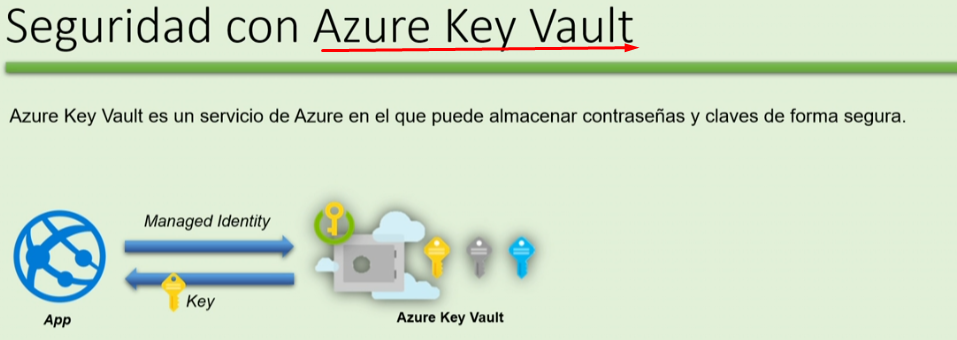 Seguridad con Azure Key Vault
Azure Key Vault es un servicio de Azure en el que puede almacenar contraseñas y claves de forma segura.
Managed Identity
Key
App
Azure Key Vault